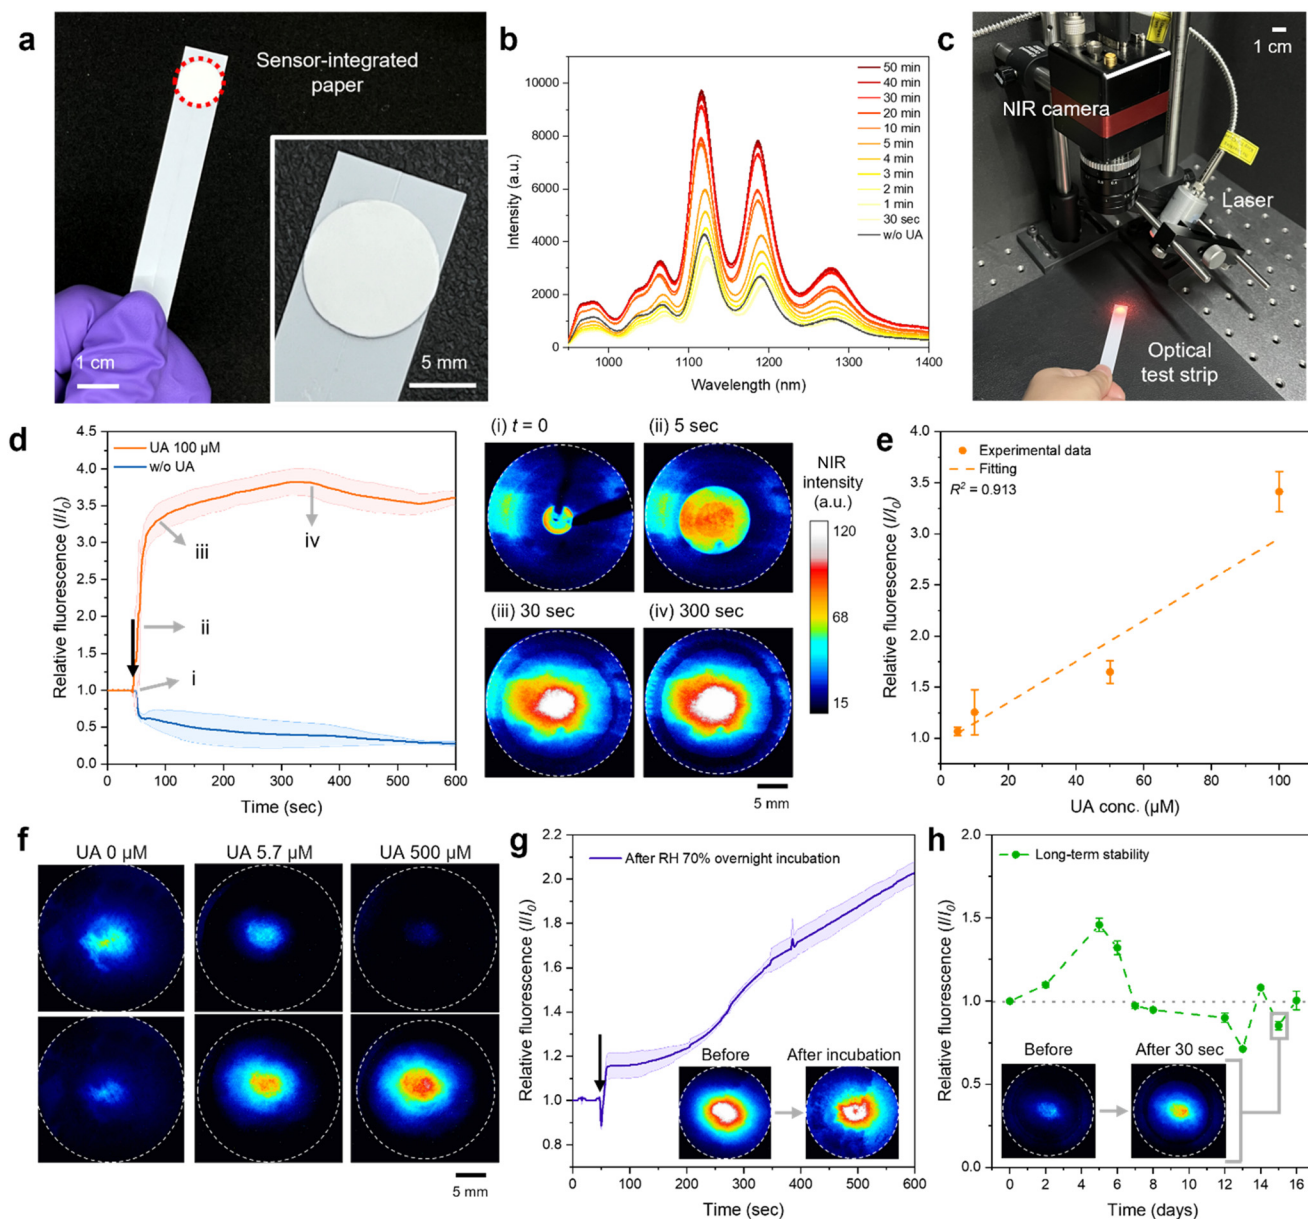 a
Sensor-integrated
paper
1 cm
5 mm
b
Intensity (a.u.)
10000
8000
6000
4000
2000
0
1000
1100
1200
1300
1400
Wavelength (nm)
50 min
40 min
30 min
20 min
10 min
5 min
4 min
3 min
2 min
1 min
30 sec
w/o UA
c
1 cm
NIR camera
Laser
Optical
test strip
d
Relative fluorescence (I/I0)
4.5
4.0
3.5
3.0
2.5
2.0
1.5
1.0
0.5
0.0
UA 100 μM
w/o UA
iii
iv
ii
i
0
100
200
300
400
500
600
Time (sec)
(i) t = 0
(ii) 5 sec
(iii) 30 sec
(iv) 300 sec
NIR
intensity
(a.u.)
120
68
15
5 mm
e
Relative fluorescence (I/I0)
4.0
3.5
3.0
2.5
2.0
1.5
1.0
Experimental data
Fitting
R2 = 0.913
0
20
40
60
80
100
UA conc. (μM)
f
UA 0 μM
UA 5.7 μM
UA 500 μM
5 mm
g
Relative fluorescence (I/I0)
2.2
2.0
1.8
1.6
1.4
1.2
1.0
0.8
After RH 70% overnight incubation
Before
After incubation
0
100
200
300
400
500
600
Time (sec)
h
Relative fluorescence (I/I0)
2.0
1.5
1.0
0.5
0.0
Long-term stability
Before
After 30 sec
0
2
4
6
8
10
12
14
16
Time (days)